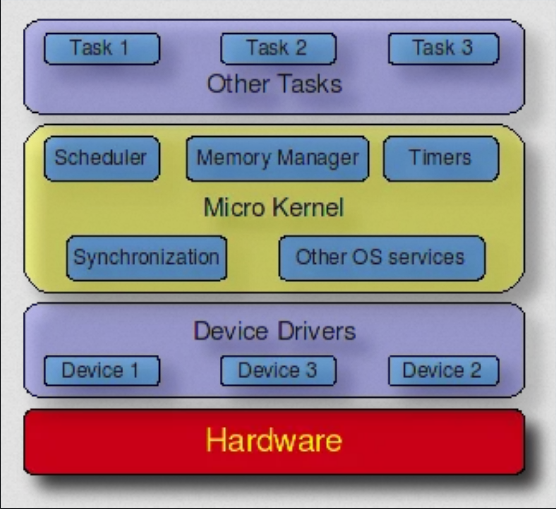 Task 1 Task 2 Task 3
Other Tasks
Scheduler Memory Manager Timers
Micro Kernel
Synchronization Other OS services
Device Drivers
Device 1 Device 3 Device 2
Hardware